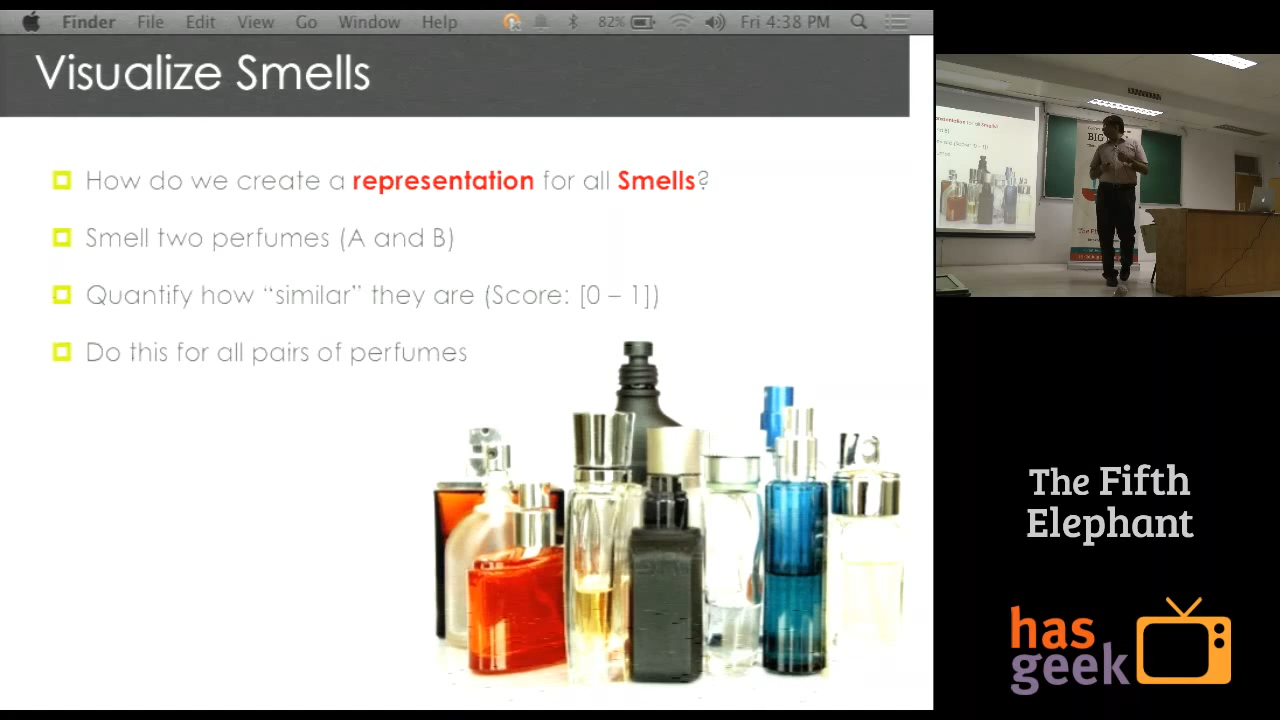 Finder File Edit View Go Window Help 82% Fri 4:38 PM
Visualize Smells
How do we create a representation for all Smells?
Smell two perfumes (A and B)
Quantify how “similar” they are (Score: [0 – 1])
Do this for all pairs of perfumes
The Fifth
Elephant
has
geek